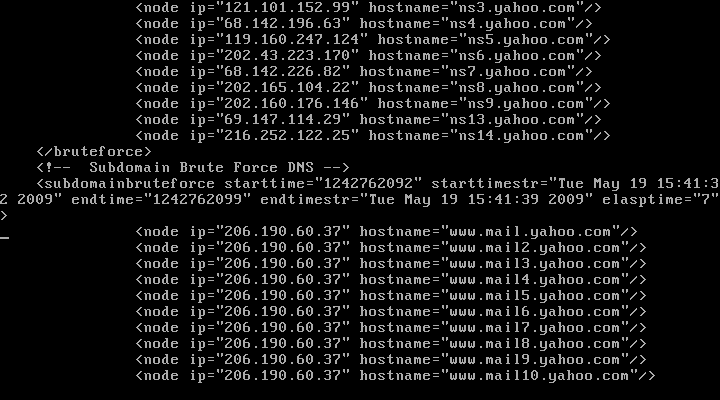 <node ip="121.101.152.99" hostname="ns3.yahoo.com"/>
<node ip="68.142.196.63" hostname="ns4.yahoo.com"/>
<node ip="119.160.247.124" hostname="ns5.yahoo.com"/>
<node ip="202.43.223.170" hostname="ns6.yahoo.com"/>
<node ip="68.142.226.82" hostname="ns7.yahoo.com"/>
<node ip="202.165.104.22" hostname="ns8.yahoo.com"/>
<node ip="202.160.176.146" hostname="ns9.yahoo.com"/>
<node ip="69.147.114.29" hostname="ns13.yahoo.com"/>
<node ip="216.252.122.25" hostname="ns14.yahoo.com"/>
</bruteforce>
<!--  Subdomain Brute Force DNS -->
<subdomainbruteforce starttime="1242762092" starttimestr="Tue May 19 15:41:3
2 2009" endtime="1242762099" endtimestr="Tue May 19 15:41:39 2009" elasptime="7"
>
<node ip="206.190.60.37" hostname="www.mail.yahoo.com"/>
<node ip="206.190.60.37" hostname="www.mail2.yahoo.com"/>
<node ip="206.190.60.37" hostname="www.mail3.yahoo.com"/>
<node ip="206.190.60.37" hostname="www.mail4.yahoo.com"/>
<node ip="206.190.60.37" hostname="www.mail5.yahoo.com"/>
<node ip="206.190.60.37" hostname="www.mail6.yahoo.com"/>
<node ip="206.190.60.37" hostname="www.mail7.yahoo.com"/>
<node ip="206.190.60.37" hostname="www.mail8.yahoo.com"/>
<node ip="206.190.60.37" hostname="www.mail9.yahoo.com"/>
<node ip="206.190.60.37" hostname="www.mail10.yahoo.com"/>